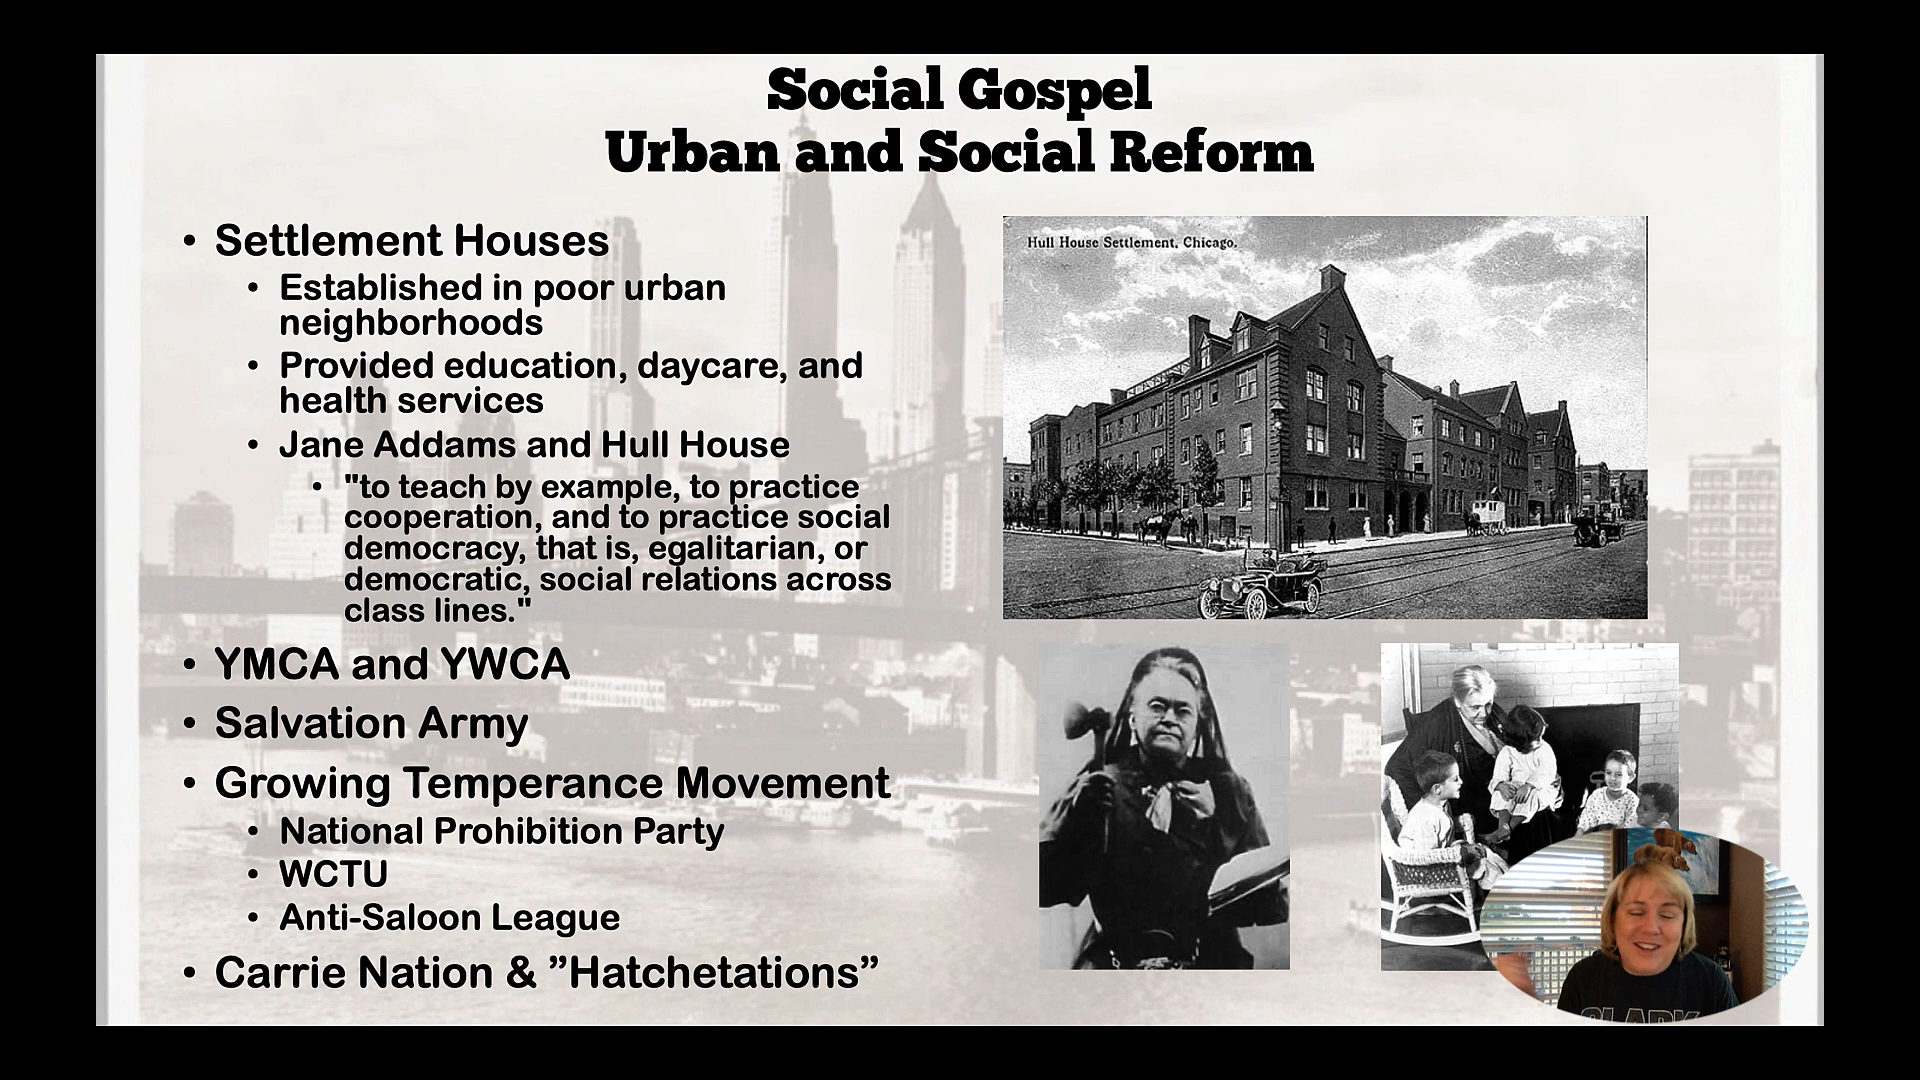 Social Gospel
Urban and Social Reform
• Settlement Houses
• Established in poor urban
neighborhoods
• Provided education, daycare, and
health services
• Jane Addams and Hull House
• "to teach by example, to practice
cooperation, and to practice social
democracy, that is, egalitarian, or
democratic, social relations across
class lines."
• YMCA and YWCA
• Salvation Army
• Growing Temperance Movement
• National Prohibition Party
• WCTU
• Anti-Saloon League
• Carrie Nation & ”Hatchetations”
Hull House Settlement, Chicago.